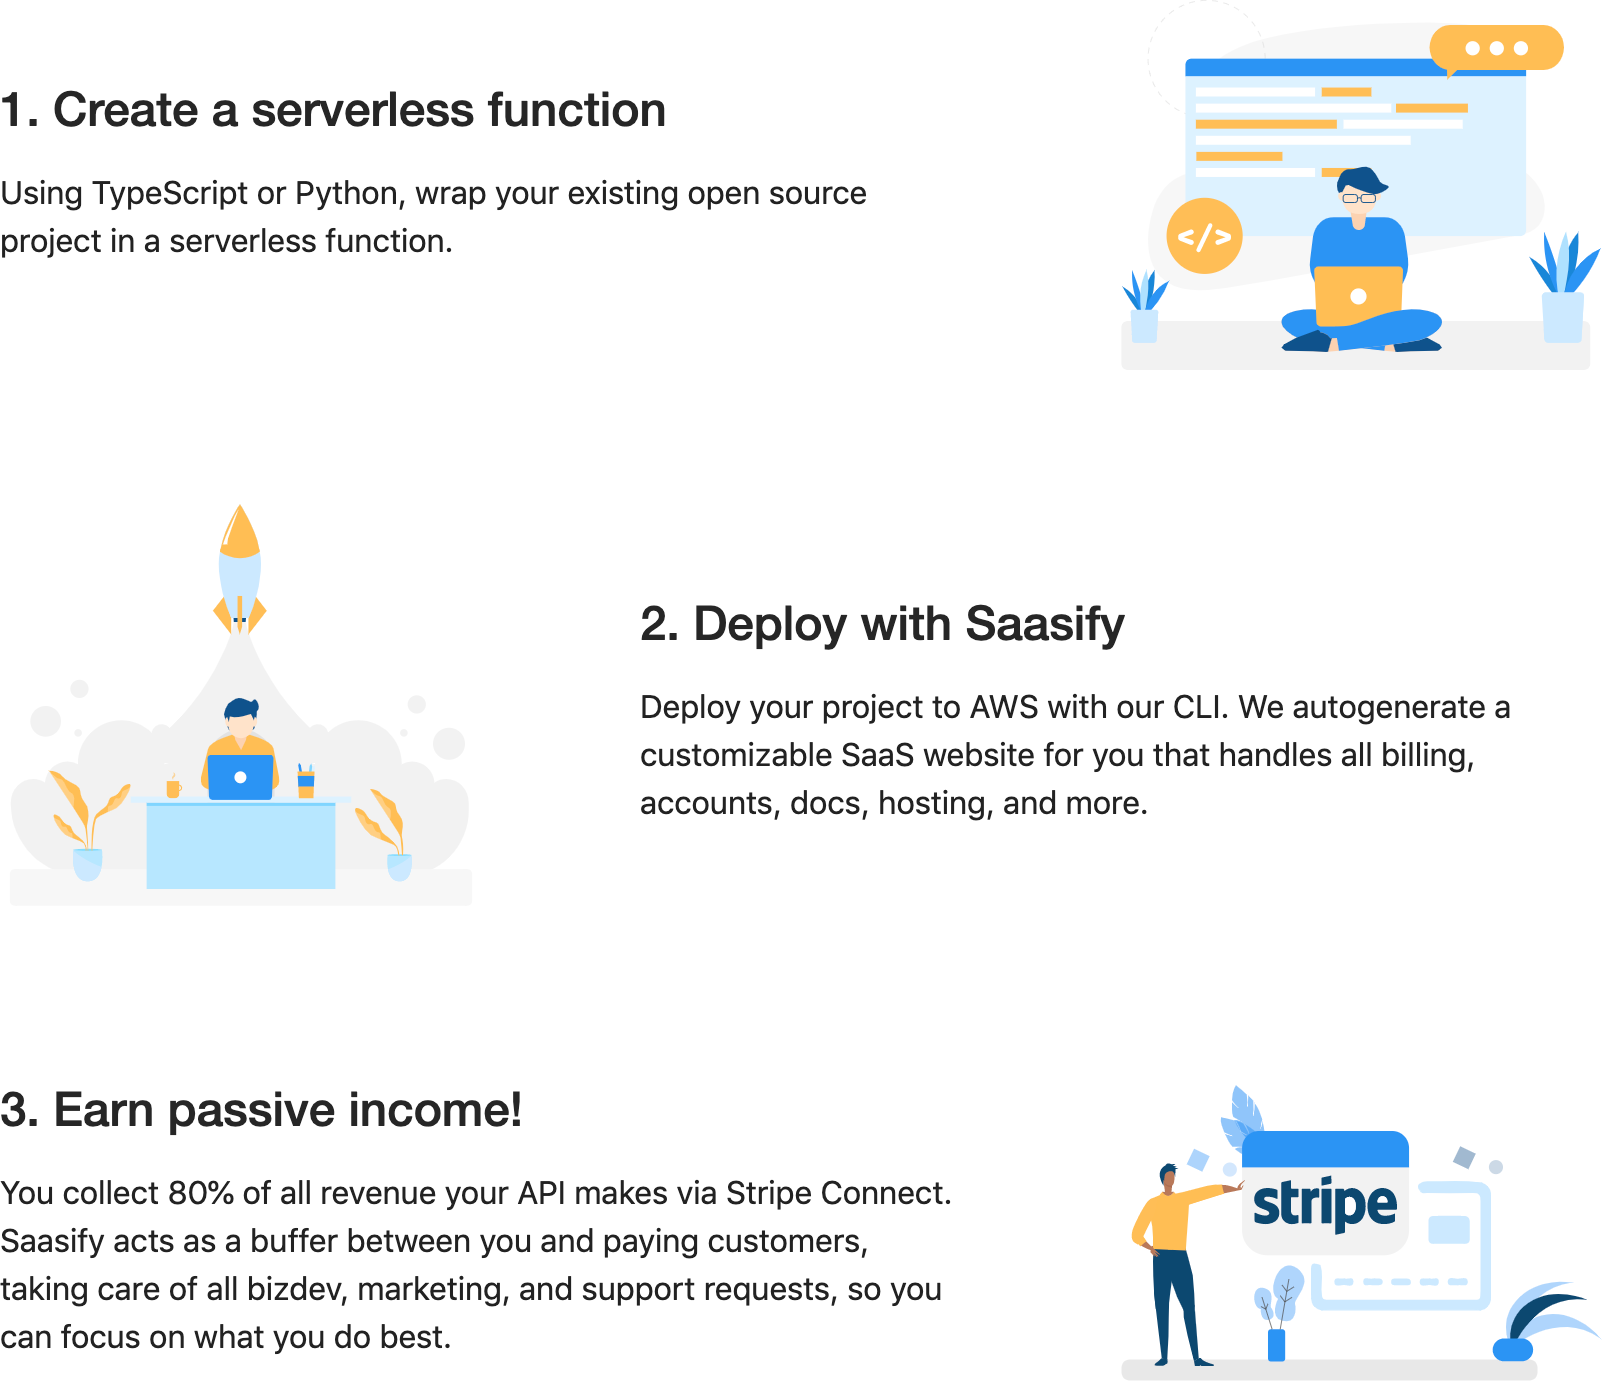 1. Create a serverless function
Using TypeScript or Python, wrap your existing open source
project in a serverless function.
</>
2. Deploy with Saasify
Deploy your project to AWS with our CLI. We autogenerate a
customizable SaaS website for you that handles all billing,
accounts, docs, hosting, and more.
3. Earn passive income!
You collect 80% of all revenue your API makes via Stripe Connect.
Saasify acts as a buffer between you and paying customers,
taking care of all bizdev, marketing, and support requests, so you
can focus on what you do best.
stripe